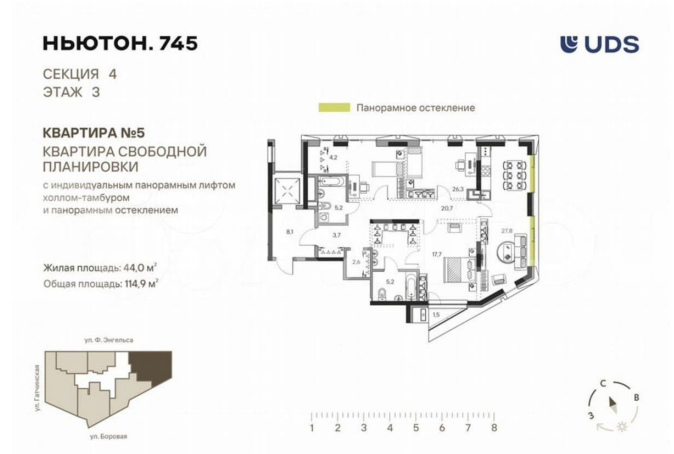 НЬЮТОН. 745
UDS
СЕКЦИЯ 4
ЭТАЖ 3
Панорамное остекление
КВАРТИРА №5
КВАРТИРА СВОБОДНОЙ
ПЛАНИРОВКИ
с индивидуальным панорамным лифтом
холлом-тамбуром
и панорамным остеклением
Жилая площадь: 44,0 м²
Общая площадь: 114,9 м²
4,2
26,3
5,2
20,7
8,1
3,7
27,8
2,6
17,7
5,2
1,5
ул. Ф. Энгельса
ул. Гатчинская
ул. Боровая
1 2 3 4 5 6 7 8
С
В
З